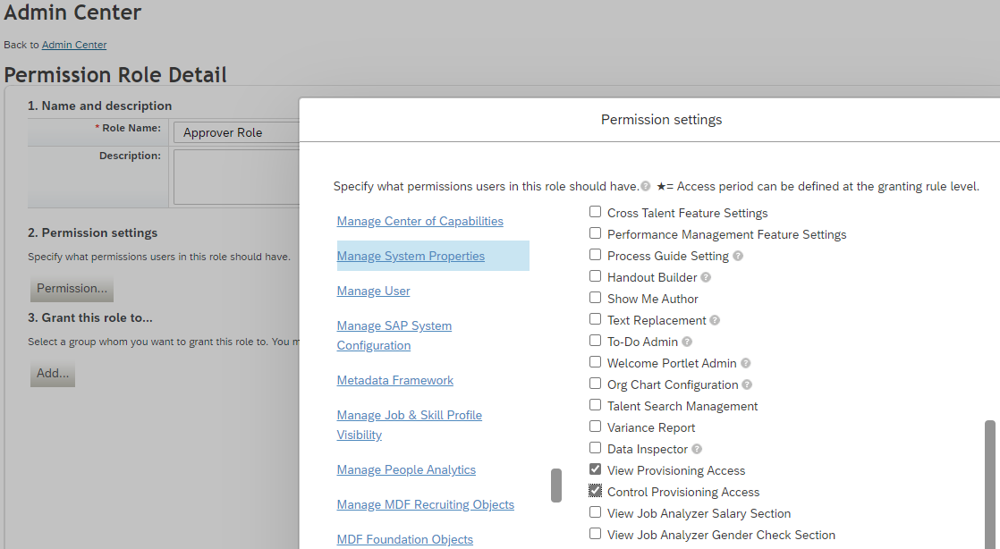 Admin Center
Back to Admin Center
Permission Role Detail
1. Name and description
* Role Name:
Approver Role
Description:
2. Permission settings
Specify what permissions users in this role should have.
Permission...
3. Grant this role to...
Select a group whom you want to grant this role to. You m
Add...
Permission settings
Specify what permissions users in this role should have. ★= Access period can be defined at the granting rule level.
Manage Center of Capabilities
Manage System Properties
Manage User
Manage SAP System
Configuration
Metadata Framework
Manage Job & Skill Profile
Visibility
Manage People Analytics
Manage MDF Recruiting Objects
MDF Foundation Objects
Cross Talent Feature Settings
Performance Management Feature Settings
Process Guide Setting
Handout Builder
Show Me Author
Text Replacement
To-Do Admin
Welcome Portlet Admin
Org Chart Configuration
Talent Search Management
Variance Report
Data Inspector
View Provisioning Access
Control Provisioning Access
View Job Analyzer Salary Section
View Job Analyzer Gender Check Section